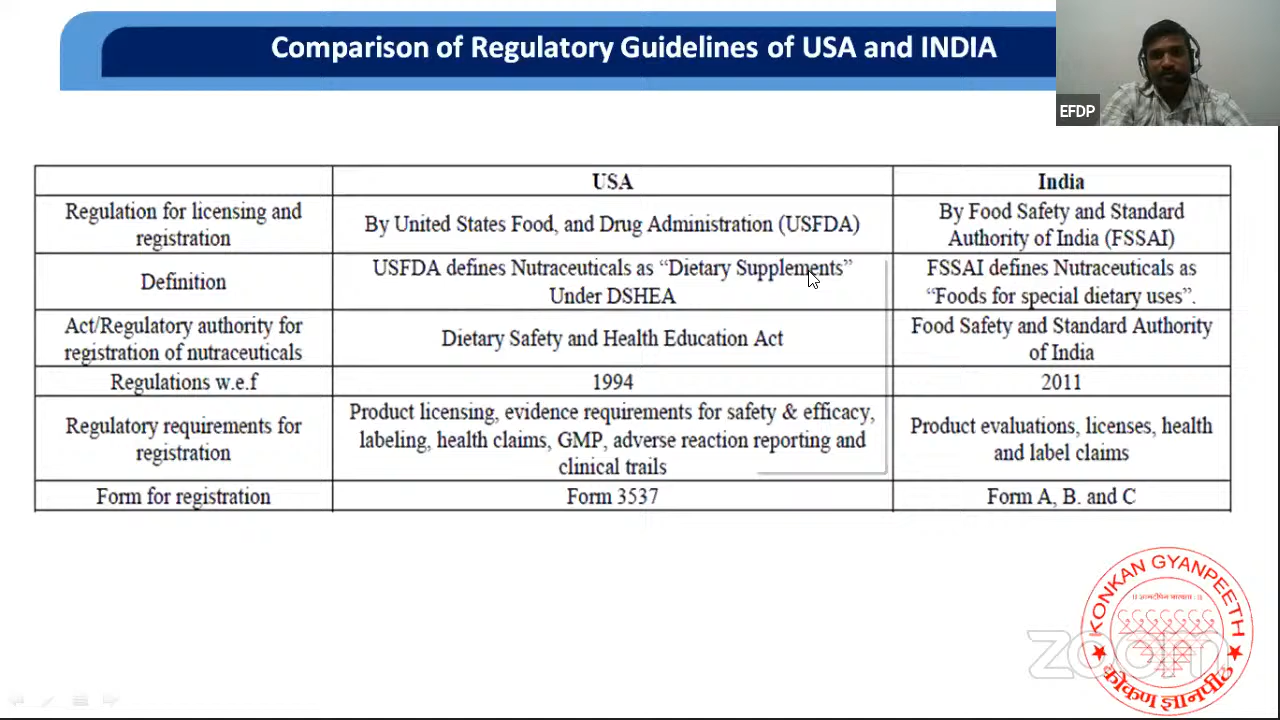 Comparison of Regulatory Guidelines of USA and INDIA
EFDP
USA
India
Regulation for licensing and
registration
By United States Food, and Drug Administration (USFDA)
By Food Safety and Standard
Authority of India (FSSAI)
Definition
USFDA defines Nutraceuticals as “Dietary Supplements”
Under DSHEA
FSSAI defines Nutraceuticals as
“Foods for special dietary uses”.
Act/Regulatory authority for
registration of nutraceuticals
Dietary Safety and Health Education Act
Food Safety and Standard Authority
of India
Regulations w.e.f
1994
2011
Regulatory requirements for
registration
Product licensing, evidence requirements for safety & efficacy,
labeling, health claims, GMP, adverse reaction reporting and
clinical trails
Product evaluations, licenses, health
and label claims
Form for registration
Form 3537
Form A, B. and C
KONKAN GYANPEETH
zoom
कोकण ज्ञानपीठ